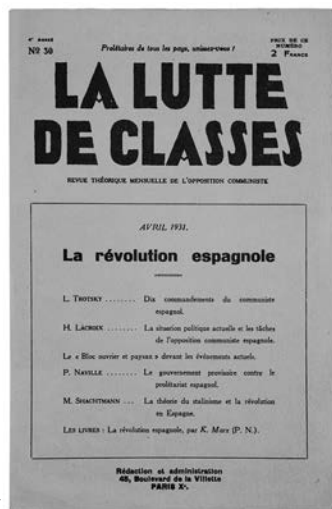 4e Année
N° 30
Prolétaires de tous les pays, unissez-vous !
PRIX DE CE
NUMÉRO
2 FRANCS
LA LUTTE
DE CLASSES
REVUE THÉORIQUE MENSUELLE DE L'OPPOSITION COMMUNISTE
AVRIL 1931.
La révolution espagnole
L. TROTSKY ........ Dix commandements du communiste
espagnol.
H. LACROIX ........ La situation politique actuelle et les tâches
de l'opposition communiste espagnole.
Le « Bloc ouvrier et paysan » devant les événements actuels.
P. NAVILLE ........ Le gouvernement provisoire contre le
prolétariat espagnol.
M. SHACHTMANN ... La théorie du stalinisme et la révolution
en Espagne.
LES LIVRES : La révolution espagnole, par K. Marx (P. N.).
Rédaction et administration
45, Boulevard de la Villette
PARIS Xe.